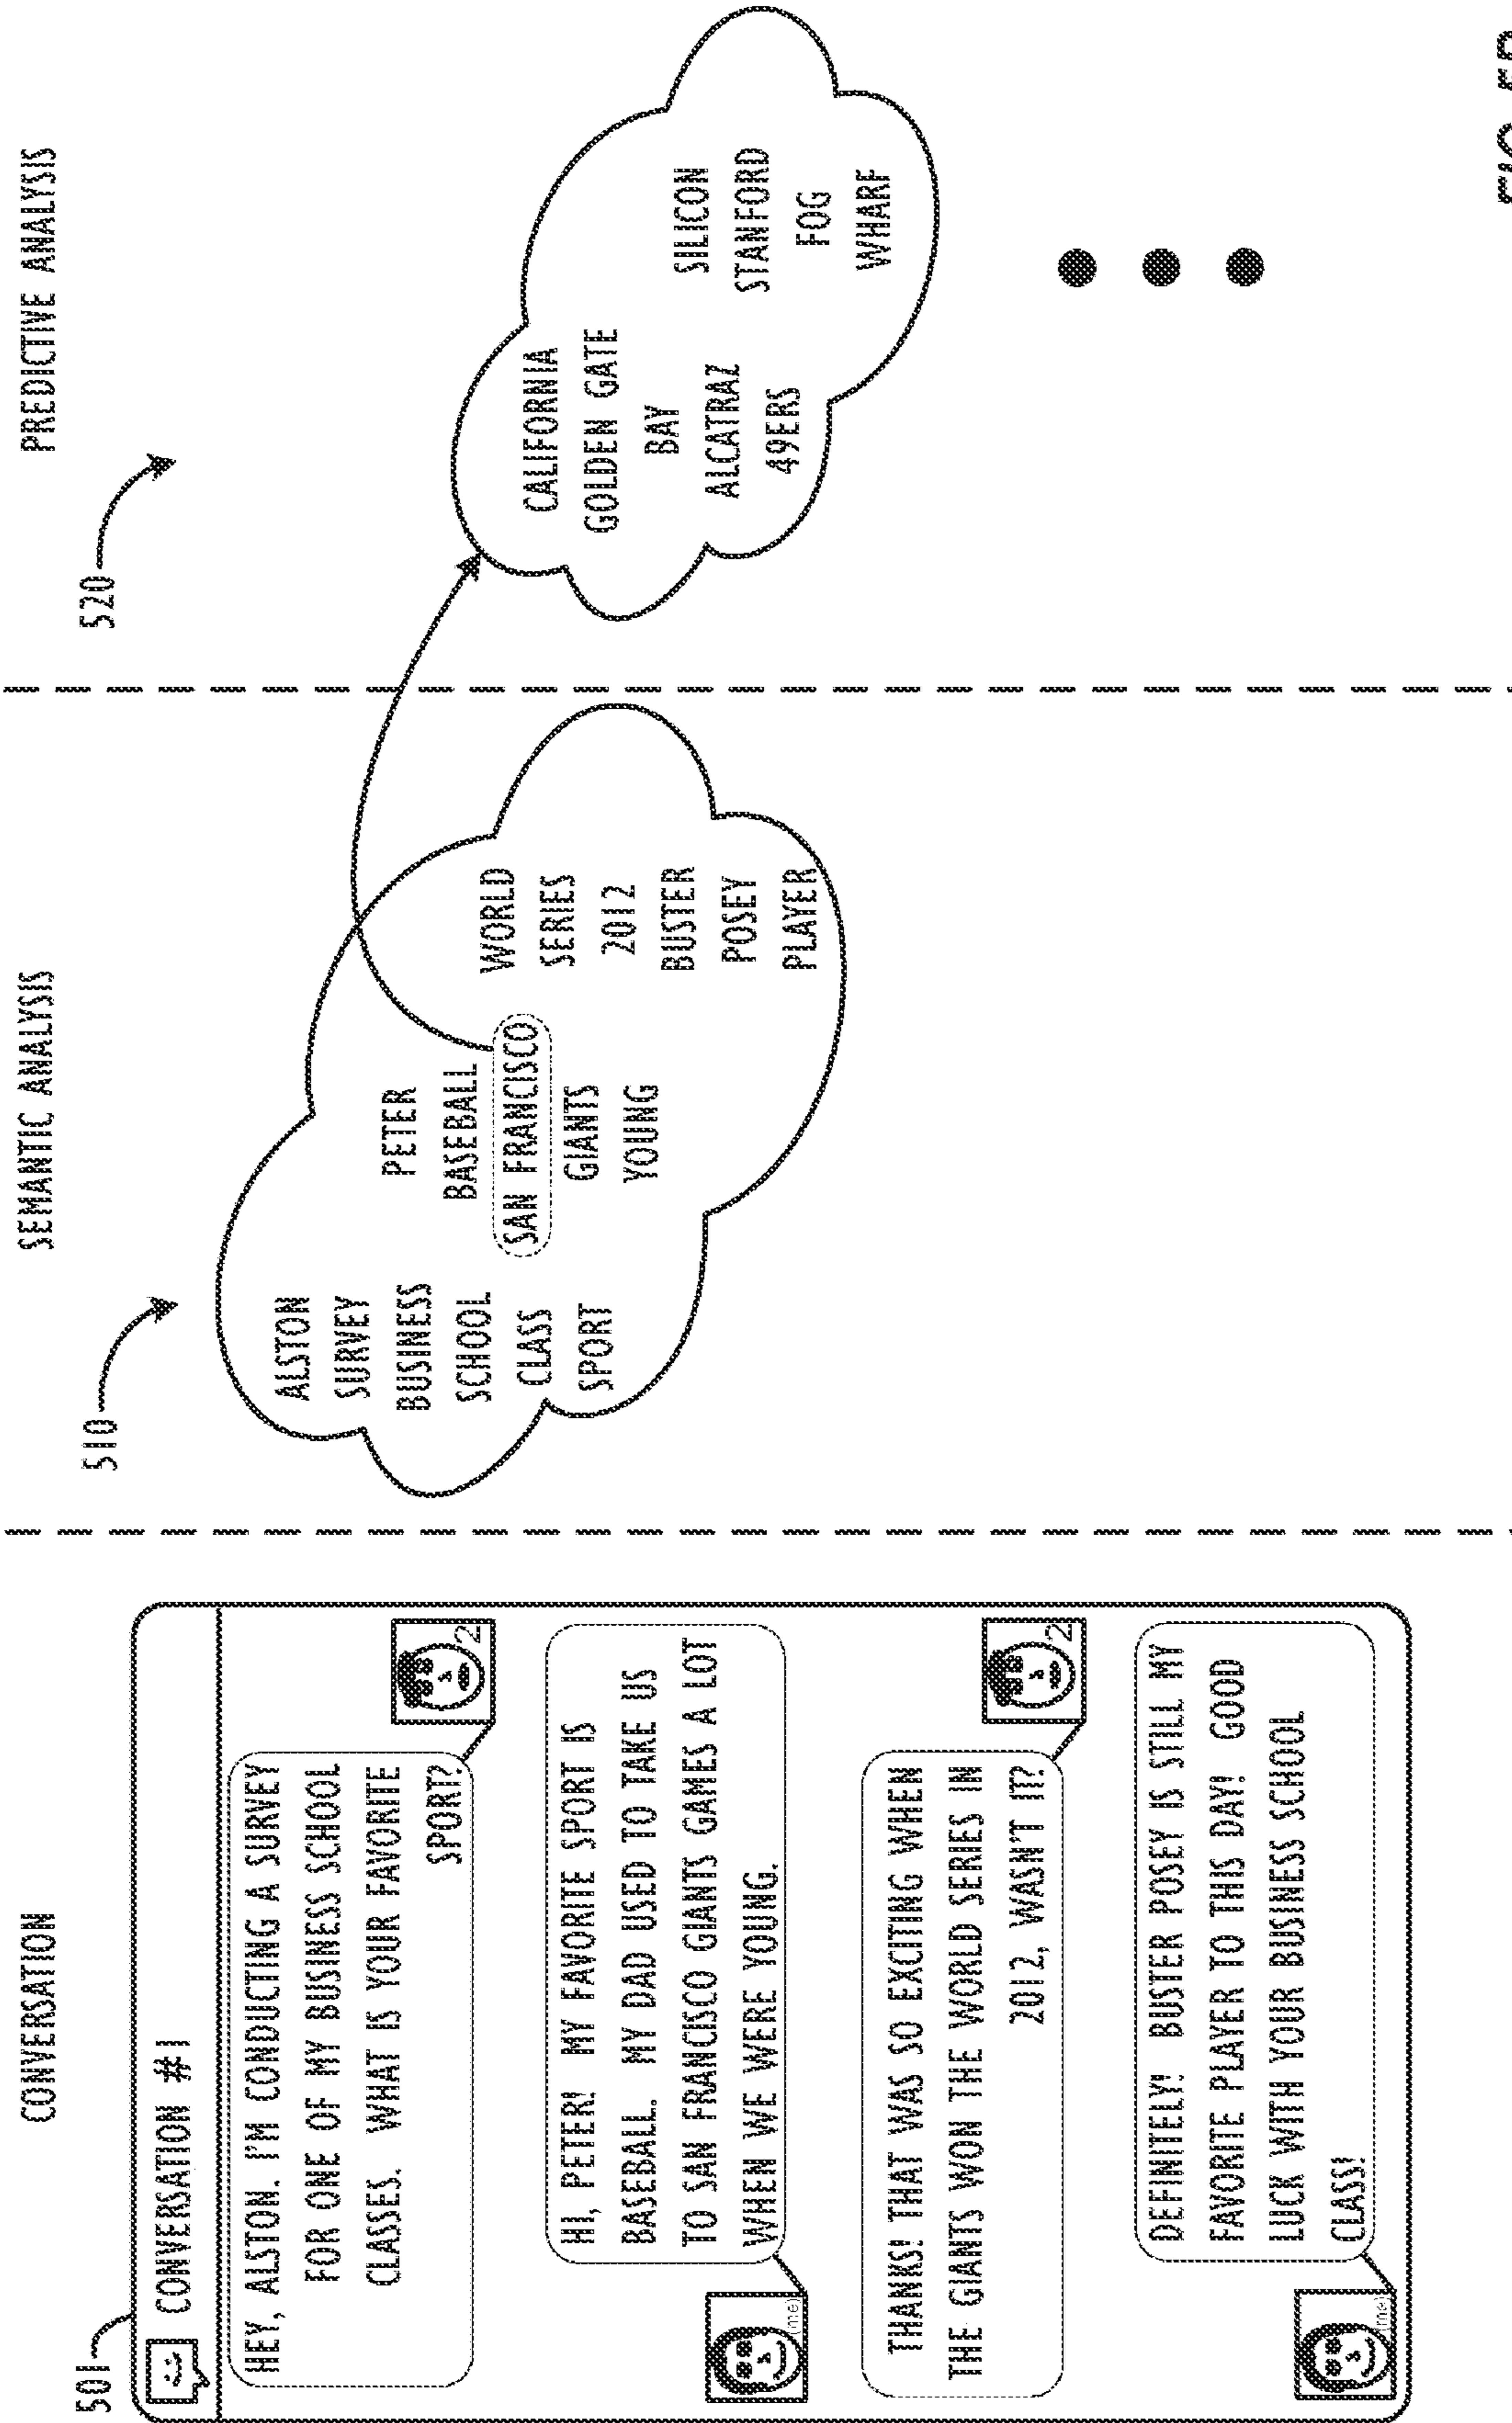 CONVERSATION
501
CONVERSATION #1
HEY, ALSTON. I'M CONDUCTING A SURVEY
FOR ONE OF MY BUSINESS SCHOOL
CLASSES. WHAT IS YOUR FAVORITE
SPORT?
2
HI, PETER! MY FAVORITE SPORT IS
BASEBALL. MY DAD USED TO TAKE US
TO SAN FRANCISCO GIANTS GAMES A LOT
WHEN WE WERE YOUNG.
(me)
THANKS! THAT WAS SO EXCITING WHEN
THE GIANTS WON THE WORLD SERIES IN
2012, WASN'T IT?
2
DEFINITELY! BUSTER POSEY IS STILL MY
FAVORITE PLAYER TO THIS DAY! GOOD
LUCK WITH YOUR BUSINESS SCHOOL
CLASS!
(me)
SEMANTIC ANALYSIS
510
ALSTON
SURVEY
BUSINESS
SCHOOL
CLASS
SPORT
PETER
BASEBALL
SAN FRANCISCO
GIANTS
YOUNG
WORLD
SERIES
2012
BUSTER
POSEY
PLAYER
PREDICTIVE ANALYSIS
520
CALIFORNIA
GOLDEN GATE
BAY
ALCATRAZ
49ERS
SILICON
STANFORD
FOG
WHARF